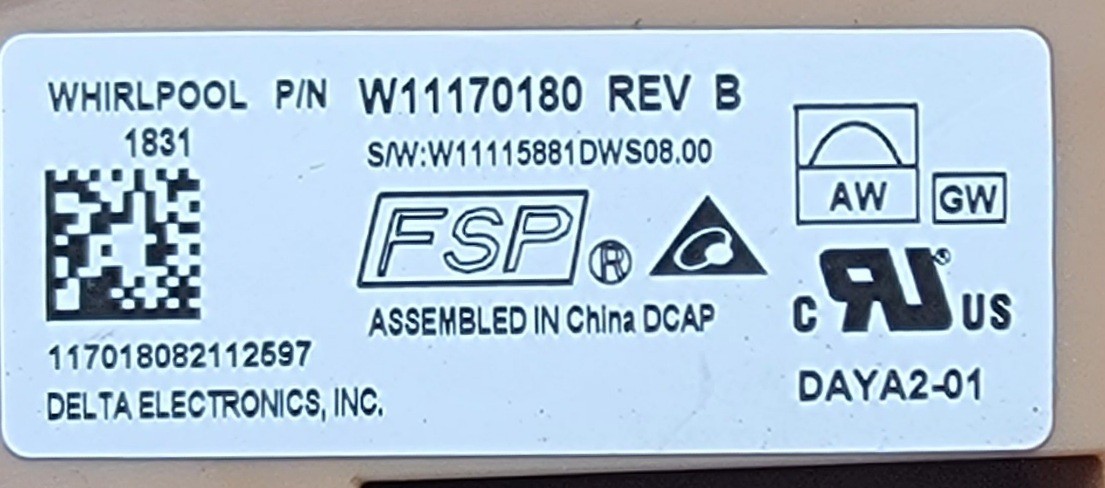 WHIRLPOOL P/N W11170180 REV B
1831
S/W:W11115881DWS08.00
AW
GW
FSP®
ASSEMBLED IN China DCAP
C RU US
117018082112597
DELTA ELECTRONICS, INC.
DAYA2-01